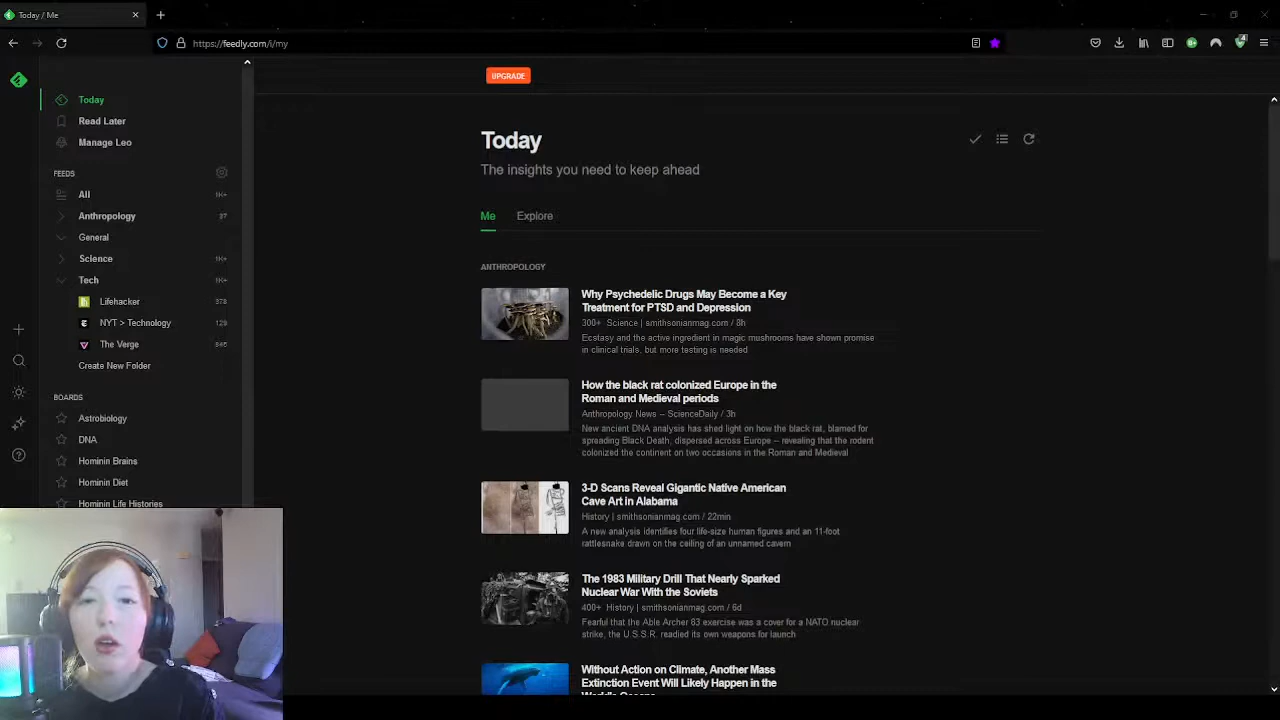 Today / Me
https://feedly.com/i/my
UPGRADE
Today
Read Later
Manage Leo
FEEDS
All 1K+
Anthropology 37
General
Science 1K+
Tech 1K+
Lifehacker 373
NYT > Technology 129
The Verge
Create New Folder
BOARDS
Astrobiology
DNA
Hominin Brains
Hominin Diet
Hominin Life Histories
Today
The insights you need to keep ahead
Me Explore
ANTHROPOLOGY
Why Psychedelic Drugs May Become a Key
Treatment for PTSD and Depression
300+ Science | smithsonianmag.com / 8h
Ecstasy and the active ingredient in magic mushrooms have shown promise
in clinical trials, but more testing is needed
How the black rat colonized Europe in the
Roman and Medieval periods
Anthropology News -- ScienceDaily / 3h
New ancient DNA analysis has shed light on how the black rat, blamed for
spreading Black Death, dispersed across Europe -- revealing that the rodent
colonized the continent on two occasions in the Roman and Medieval
3-D Scans Reveal Gigantic Native American
Cave Art in Alabama
History | smithsonianmag.com / 22min
A new analysis identifies four life-size human figures and an 11-foot
rattlesnake drawn on the ceiling of an unnamed cavern
The 1983 Military Drill That Nearly Sparked
Nuclear War With the Soviets
400+ History | smithsonianmag.com / 6d
Fearful that the Able Archer 83 exercise was a cover for a NATO nuclear
strike, the U.S.S.R. readied its own weapons for launch
Without Action on Climate, Another Mass
Extinction Event Will Likely Happen in the
World's Oceans